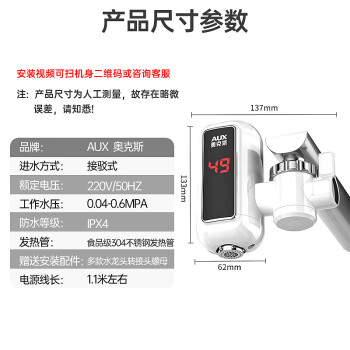 产品尺寸参数
安装视频可扫机身二维码或咨询客服
注: 产品尺寸为人工测量，故存在略微
误差，请知悉!
品牌: AUX 奥克斯
进水方式: 接驳式
额定电压: 220V/50HZ
工作水压: 0.04-0.6MPA
防水等级: IPX4
发热管: 食品级304不锈钢发热管
赠送安装配件: 多款水龙头转接头螺母
电源线长: 1.1米左右
137mm
133mm
AUX
奥克斯
49
62mm